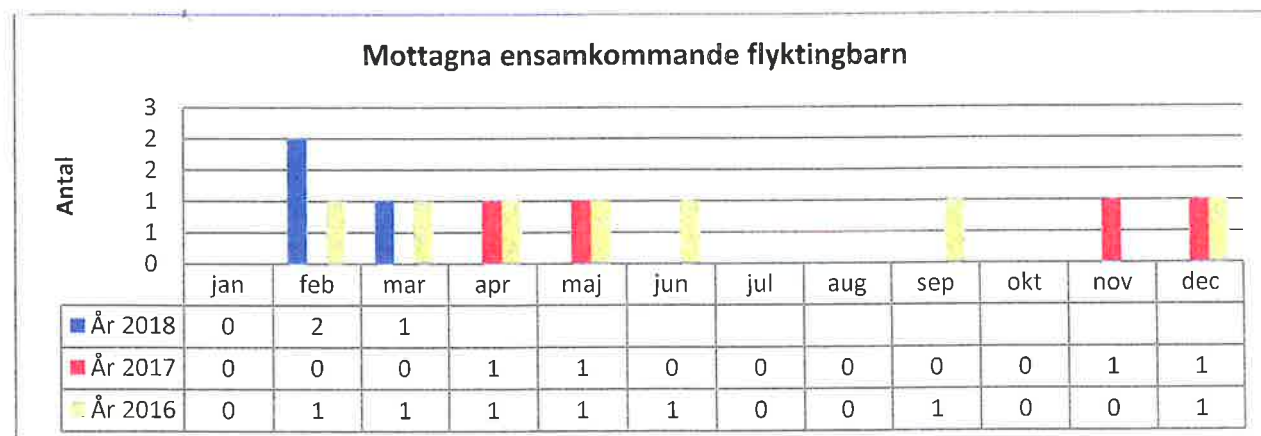 Mottagna ensamkommande flyktingbarn
Antal
3
2
2
1
1
0
jan feb mar apr maj jun jul aug sep okt nov dec
År 2018 0 2 1
År 2017 0 0 0 1 1 0 0 0 0 0 1 1
År 2016 0 1 1 1 1 1 0 0 1 0 0 1